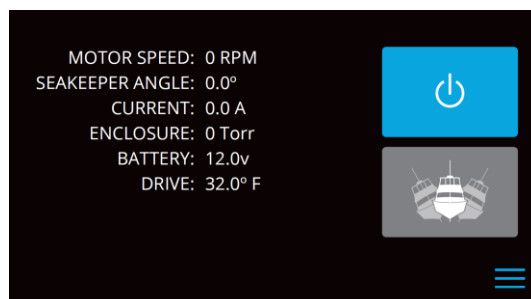 MOTOR SPEED: 0 RPM
SEAKEEPER ANGLE: 0.0º
CURRENT: 0.0 A
ENCLOSURE: 0 Torr
BATTERY: 12.0v
DRIVE: 32.0º F